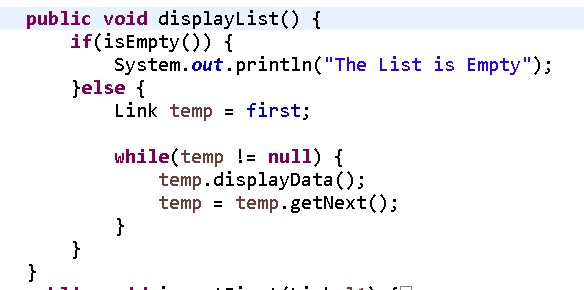 public void displayList() {
if(isEmpty()) {
System.out.println("The List is Empty");
}else {
Link temp = first;
while(temp != null) {
temp.displayData();
temp = temp.getNext();
}
}
}